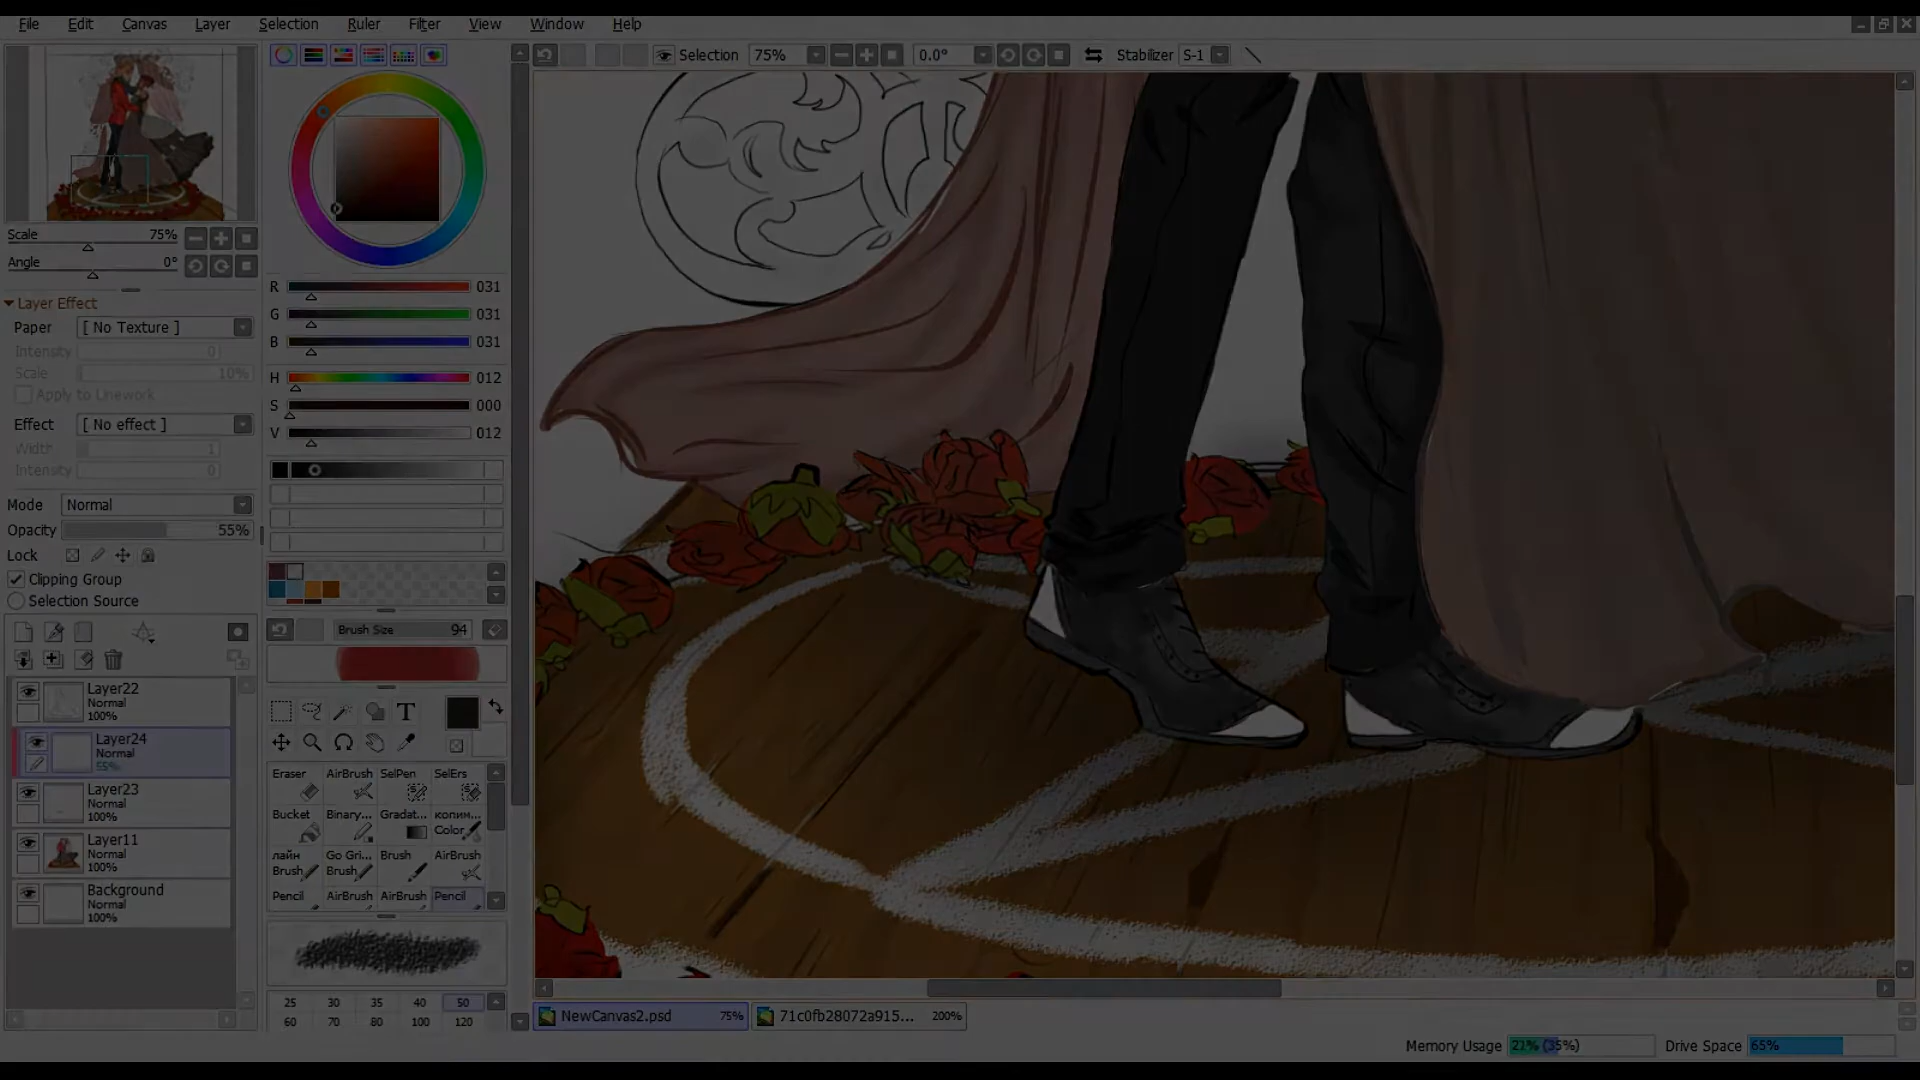 File Edit Canvas Layer Selection Ruler Filter View Window Help
Selection 75% 0.0° Stabilizer S-1
Scale 75%
Angle 0°
Layer Effect
Paper [ No Texture ]
Intensity 0
Scale 10%
Apply to Linework
Effect [ No effect ]
Width 1
Intensity 0
Mode Normal
Opacity 55%
Lock
Clipping Group
Selection Source
Layer22
Normal
100%
Layer24
Normal
55%
Layer23
Normal
100%
Layer11
Normal
100%
Background
Normal
100%
R 031
G 031
B 031
H 012
S 000
V 012
Brush Size 94
T
Eraser AirBrush SelPen SelErs
Bucket Binary... Gradat... копим...
Color
лайн Go Gri... Brush AirBrush
Brush Brush
Pencil AirBrush AirBrush Pencil
25 30 35 40 50
60 70 80 100 120
NewCanvas2.psd 75% 71c0fb28072a915... 200%
Memory Usage 21% (35%) Drive Space 65%